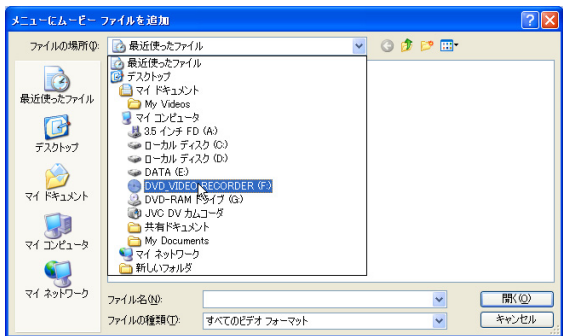 メニューにムービー ファイルを追加
ファイルの場所(I):
最近使ったファイル
最近使ったファイル
デスクトップ
マイ ドキュメント
My Videos
マイ コンピュータ
3.5 インチ FD (A:)
ローカル ディスク (C:)
ローカル ディスク (D:)
DATA (E:)
DVD_VIDEO_RECORDER (F:)
DVD-RAM ドライブ (G:)
JVC DV カムコーダ
共有ドキュメント
My Documents
マイ ネットワーク
新しいフォルダ
最近使ったファイル
デスクトップ
マイ ドキュメント
マイ コンピュータ
マイ ネットワーク
ファイル名(N):
開く(O)
ファイルの種類(T):
すべてのビデオ フォーマット
キャンセル